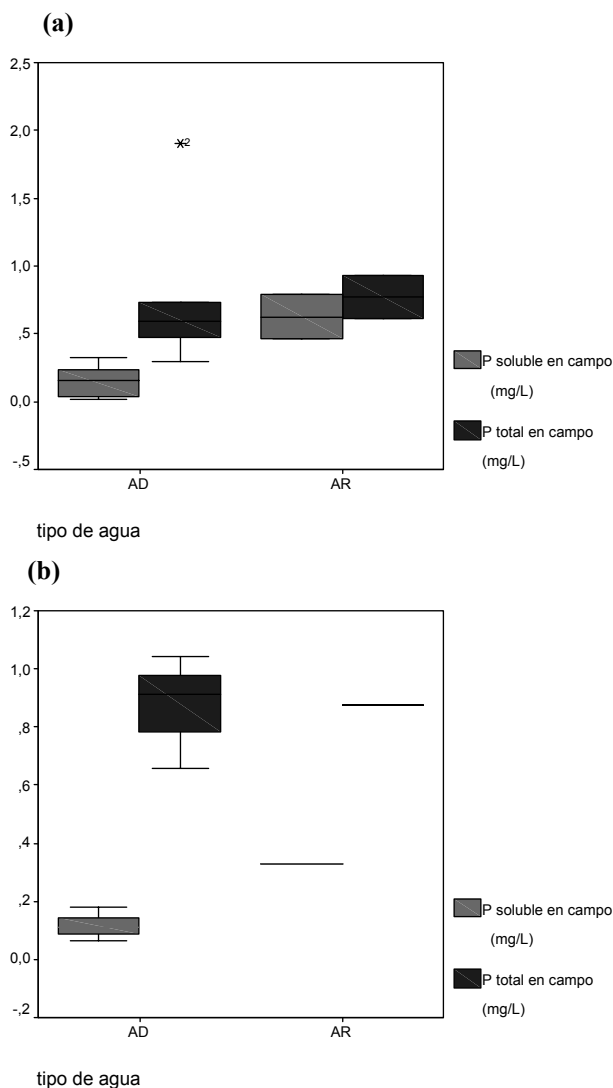 (a)
2,5
2,0
1,5
1,0
,5
0,0
-,5
2
AD
AR
P soluble en campo
(mg/L)
P total en campo
(mg/L)
tipo de agua
(b)
1,2
1,0
,8
,6
,4
,2
0,0
-,2
AD
AR
P soluble en campo
(mg/L)
P total en campo
(mg/L)
tipo de agua